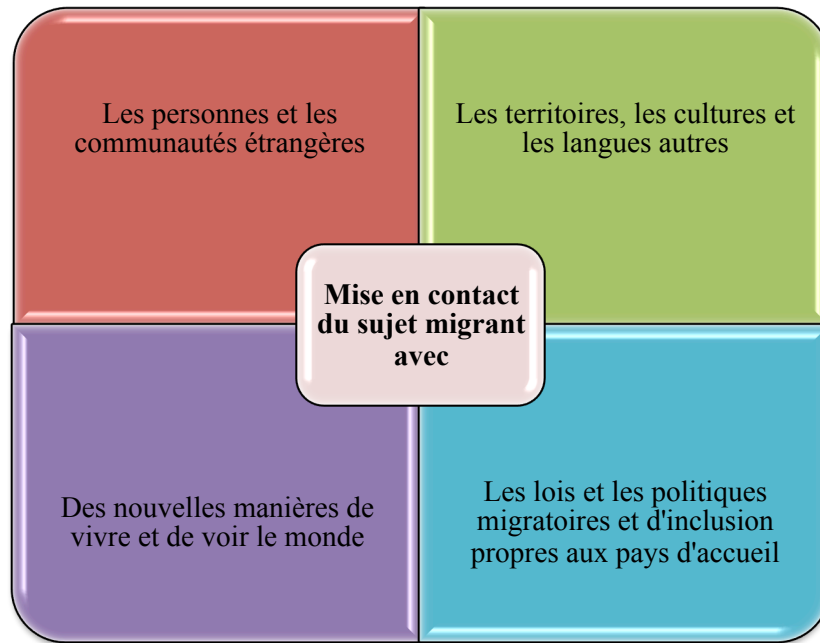 Les personnes et les
communautés étrangères
Les territoires, les cultures et
les langues autres
Mise en contact
du sujet migrant
avec
Des nouvelles manières de
vivre et de voir le monde
Les lois et les politiques
migratoires et d'inclusion
propres aux pays d'accueil